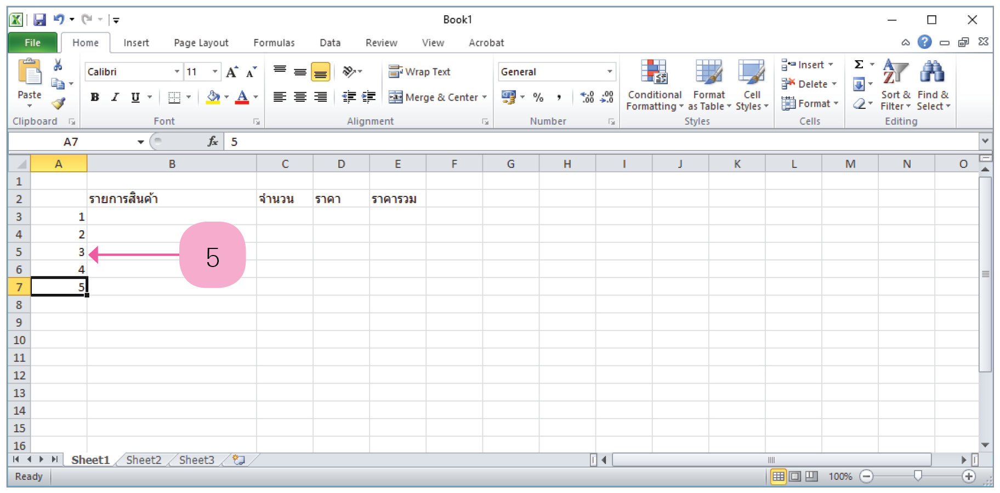 Book1
File Home Insert Page Layout Formulas Data Review View Acrobat
Calibri 11 Wrap Text General Insert Σ
Paste B I U Merge & Center % , Conditional Formatting Format as Table Cell Styles Delete Format Sort & Filter Find & Select
Clipboard Font Alignment Number Styles Cells Editing
A7 fx 5
A B C D E F G H I J K L M N O
1
2 รายการสินค้า จำนวน ราคา ราคารวม
3 1
4 2
5 3 5
6 4
7 5
8
9
10
11
12
13
14
15
16
Sheet1 Sheet2 Sheet3
Ready 100%